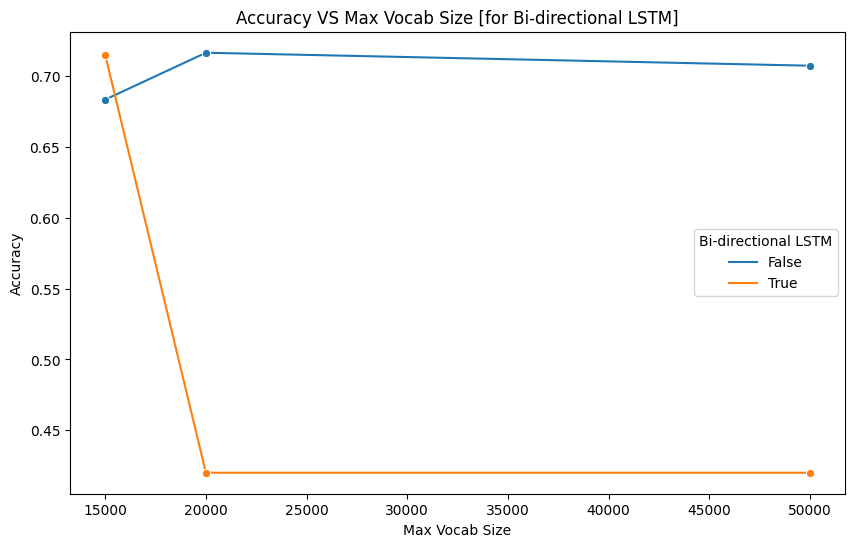 Accuracy VS Max Vocab Size [for Bi-directional LSTM]
Accuracy
0.70
0.65
0.60
0.55
0.50
0.45
Bi-directional LSTM
False
True
15000 20000 25000 30000 35000 40000 45000 50000
Max Vocab Size